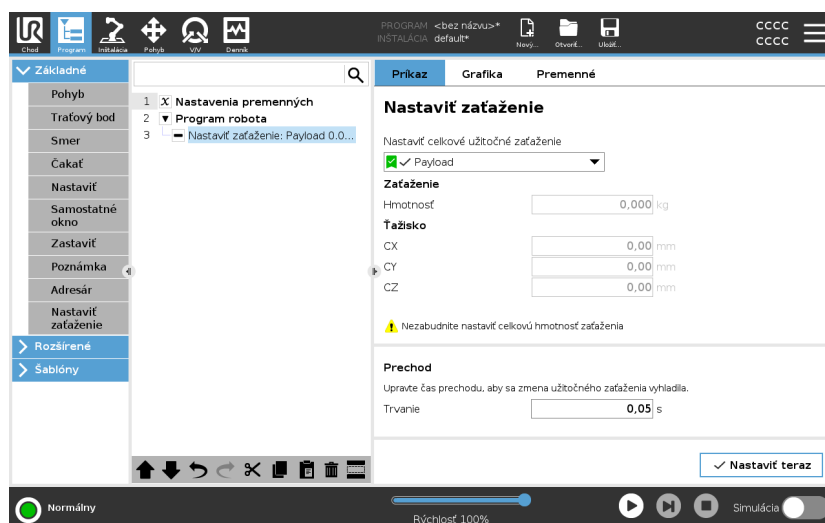 UR
Chod
Program
Inštalácia
Pohyb
V/V
Denník
PROGRAM <bez názvu>*
INŠTALÁCIA default*
Nový...
Otvoriť...
Uložiť...
CCCC
CCCC
Základné
Pohyb
Traťový bod
Smer
Čakať
Nastaviť
Samostatné
okno
Zastaviť
Poznámka
Adresár
Nastaviť
zaťaženie
Rozšírené
Šablóny
1 X Nastavenia premenných
2 Program robota
3 Nastaviť zaťaženie: Payload 0.0...
Príkaz
Grafika
Premenné
Nastaviť zaťaženie
Nastaviť celkové užitočné zaťaženie
Payload
Zaťaženie
Hmotnosť 0,000 kg
Ťažisko
CX 0,00 mm
CY 0,00 mm
CZ 0,00 mm
Nezabudnite nastaviť celkovú hmotnosť zaťaženia
Prechod
Upravte čas prechodu, aby sa zmena užitočného zaťaženia vyhladila.
Trvanie 0,05 s
Nastaviť teraz
Normálny
Rýchlosť 100%
Simulácia